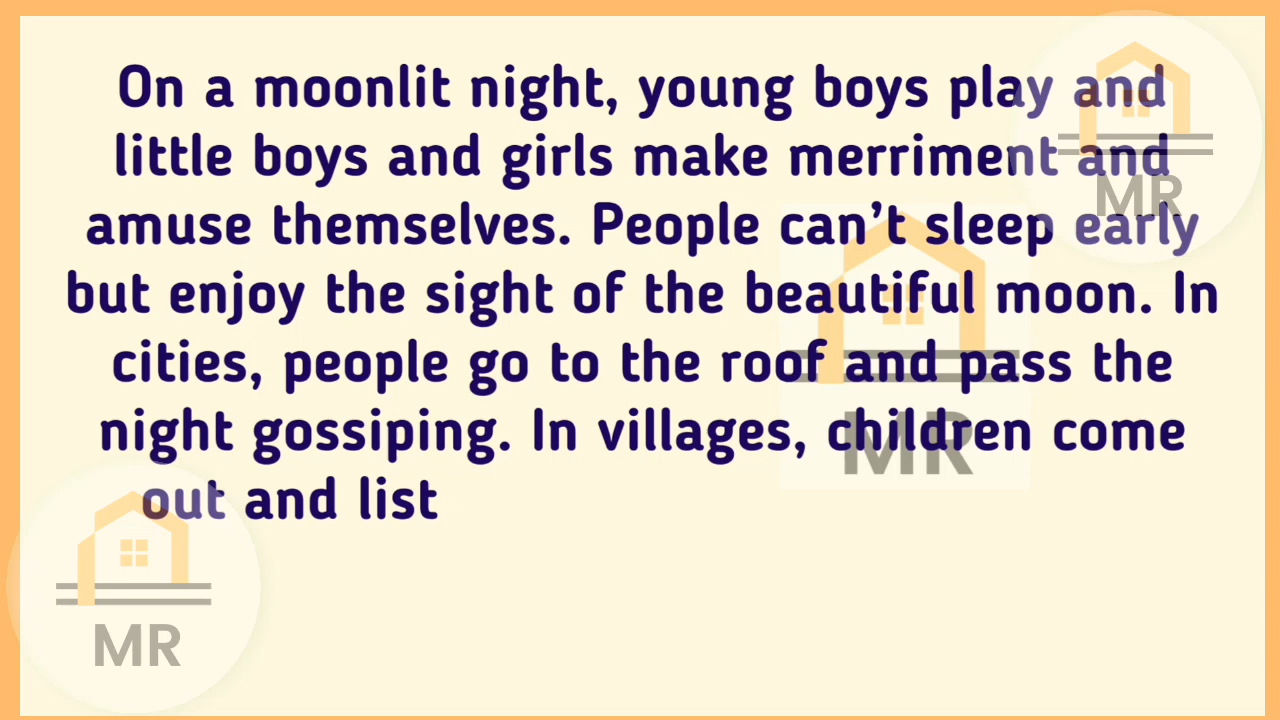 On a moonlit night, young boys play and
little boys and girls make merriment and
amuse themselves. People can't sleep early
but enjoy the sight of the beautiful moon. In
cities, people go to the roof and pass the
night gossiping. In villages, children come
out and list
MR
MR
MR